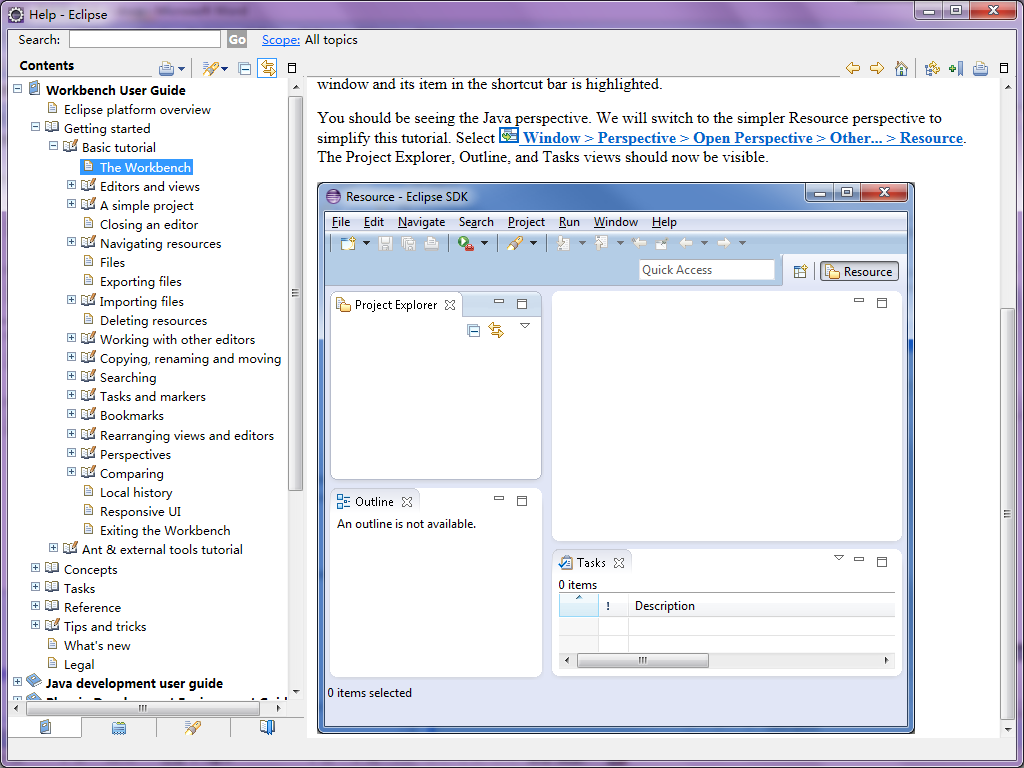 Help - Eclipse
Search:
Go
Scope: All topics
Contents
Workbench User Guide
Eclipse platform overview
Getting started
Basic tutorial
The Workbench
Editors and views
A simple project
Closing an editor
Navigating resources
Files
Exporting files
Importing files
Deleting resources
Working with other editors
Copying, renaming and moving
Searching
Tasks and markers
Bookmarks
Rearranging views and editors
Perspectives
Comparing
Local history
Responsive UI
Exiting the Workbench
Ant & external tools tutorial
Concepts
Tasks
Reference
Tips and tricks
What's new
Legal
Java development user guide
window and its item in the shortcut bar is highlighted.
You should be seeing the Java perspective. We will switch to the simpler Resource perspective to
simplify this tutorial. Select Window > Perspective > Open Perspective > Other... > Resource.
The Project Explorer, Outline, and Tasks views should now be visible.
Resource - Eclipse SDK
File Edit Navigate Search Project Run Window Help
Quick Access
Resource
Project Explorer
Outline
An outline is not available.
Tasks
0 items
! Description
0 items selected